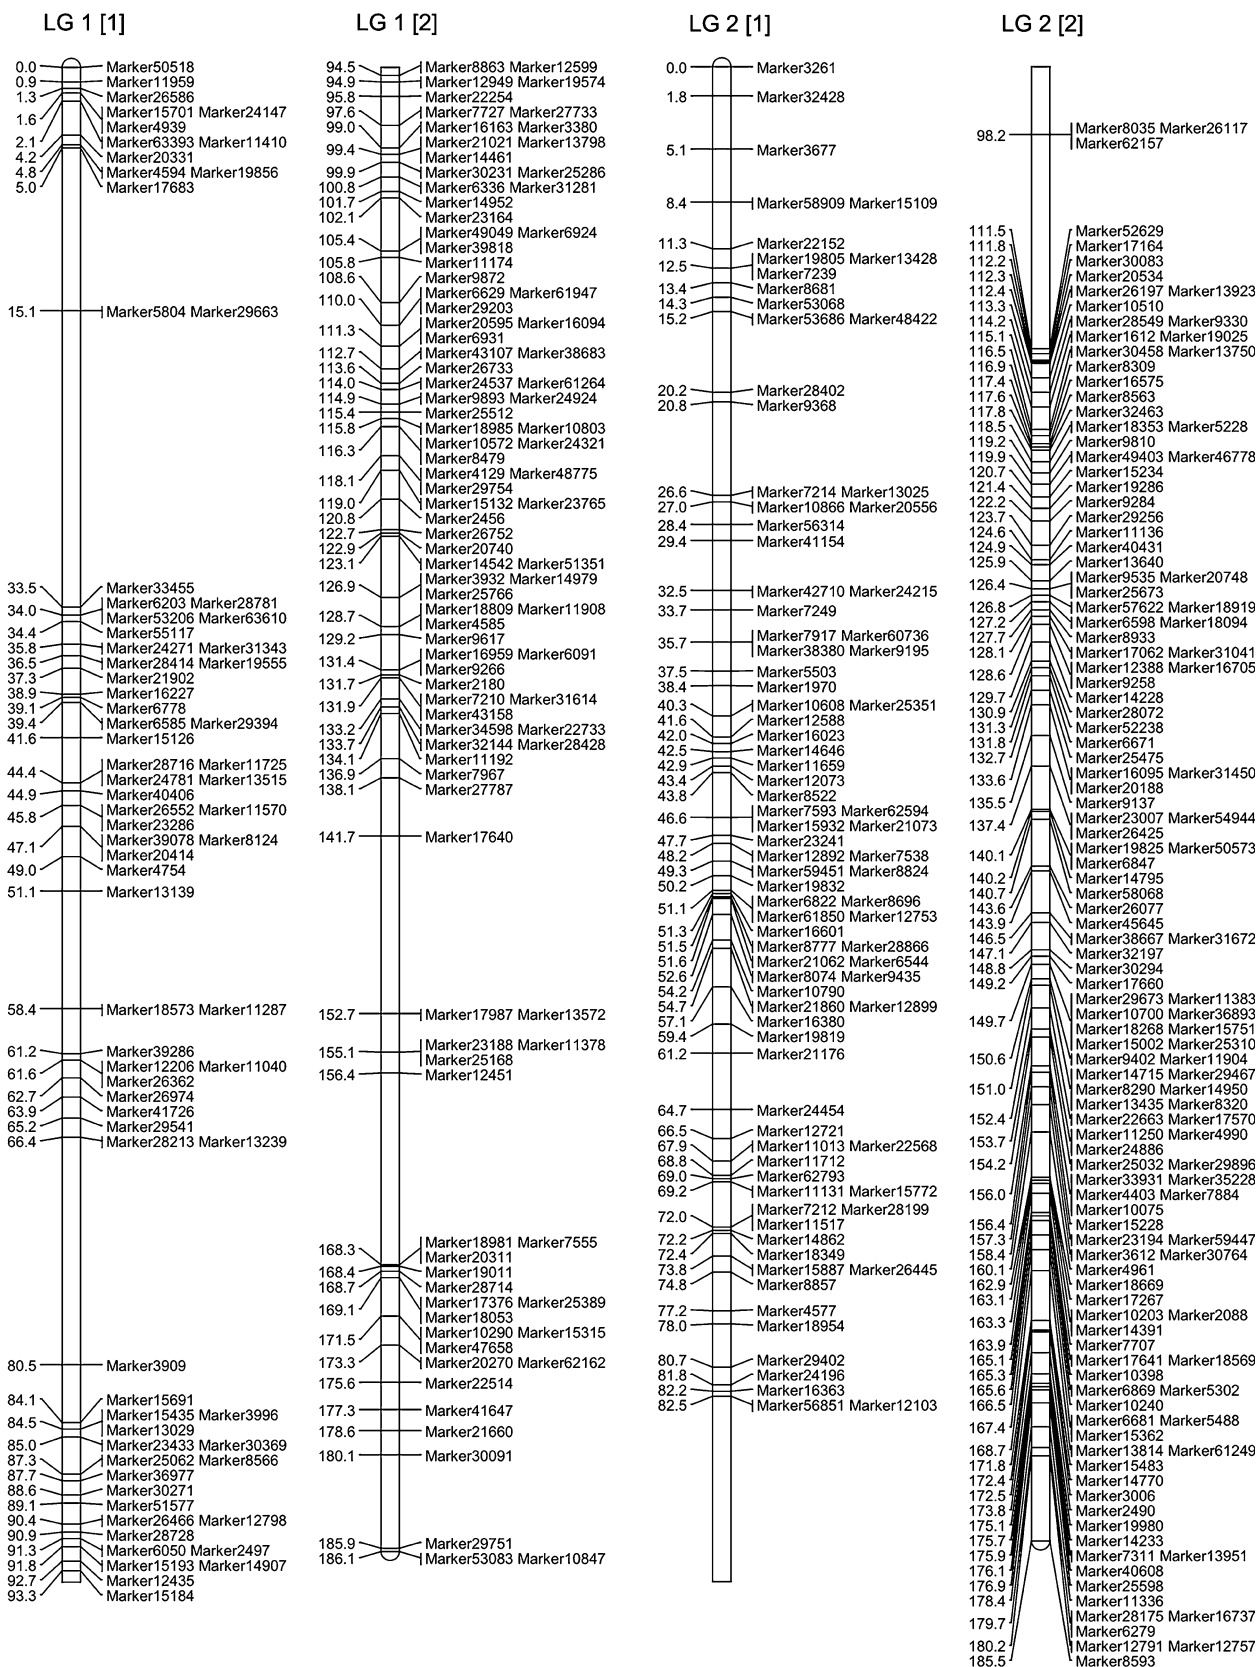 LG 1 [1]
0.0 Marker50518
0.9 Marker11959
1.3 Marker26586
1.6 Marker15701 Marker24147
Marker4939
2.1 Marker63393 Marker11410
4.2 Marker20331
4.8 Marker4594 Marker19856
5.0 Marker17683
15.1 Marker5804 Marker29663
33.5 Marker33455
34.0 Marker6203 Marker28781
Marker53206 Marker63610
34.4 Marker55117
35.8 Marker24271 Marker31343
36.5 Marker28414 Marker19555
37.3 Marker21902
38.9 Marker16227
39.1 Marker6778
39.4 Marker6585 Marker29394
41.6 Marker15126
44.4 Marker28716 Marker11725
Marker24781 Marker13515
44.9 Marker40406
45.8 Marker26552 Marker11570
Marker23286
47.1 Marker39078 Marker8124
Marker20414
49.0 Marker4754
51.1 Marker13139
58.4 Marker18573 Marker11287
61.2 Marker39286
61.6 Marker12206 Marker11040
Marker26362
62.7 Marker26974
63.9 Marker41726
65.2 Marker29541
66.4 Marker28213 Marker13239
80.5 Marker3909
84.1 Marker15691
84.5 Marker15435 Marker3996
Marker13029
85.0 Marker23433 Marker30369
87.3 Marker25062 Marker8566
87.7 Marker36977
88.6 Marker30271
89.1 Marker51577
90.4 Marker26466 Marker12798
90.9 Marker28728
91.3 Marker6050 Marker2497
91.8 Marker15193 Marker14907
92.7 Marker12435
93.3 Marker15184
LG 1 [2]
94.5 Marker8863 Marker12599
94.9 Marker12949 Marker19574
95.8 Marker22254
97.6 Marker7727 Marker27733
99.0 Marker16163 Marker3380
99.4 Marker21021 Marker13798
Marker14461
99.9 Marker30231 Marker25286
100.8 Marker6336 Marker31281
101.7 Marker14952
102.1 Marker23164
105.4 Marker49049 Marker6924
Marker39818
105.8 Marker11174
108.6 Marker9872
110.0 Marker6629 Marker61947
Marker29203
111.3 Marker20595 Marker16094
Marker6931
112.7 Marker43107 Marker38683
113.6 Marker26733
114.0 Marker24537 Marker61264
114.9 Marker9893 Marker24924
115.4 Marker25512
115.8 Marker18985 Marker10803
116.3 Marker10572 Marker24321
Marker8479
118.1 Marker4129 Marker48775
Marker29754
119.0 Marker15132 Marker23765
120.8 Marker2456
122.7 Marker26752
122.9 Marker20740
123.1 Marker14542 Marker51351
126.9 Marker3932 Marker14979
Marker25766
128.7 Marker18809 Marker11908
Marker4585
129.2 Marker9617
131.4 Marker16959 Marker6091
Marker9266
131.7 Marker2180
131.9 Marker7210 Marker31614
Marker43158
133.2 Marker34598 Marker22733
133.7 Marker32144 Marker28428
134.1 Marker11192
136.9 Marker7967
138.1 Marker27787
141.7 Marker17640
152.7 Marker17987 Marker13572
155.1 Marker23188 Marker11378
Marker25168
156.4 Marker12451
168.3 Marker18981 Marker7555
Marker20311
168.4 Marker19011
168.7 Marker28714
169.1 Marker17376 Marker25389
Marker18053
171.5 Marker10290 Marker15315
Marker47658
173.3 Marker20270 Marker62162
175.6 Marker22514
177.3 Marker41647
178.6 Marker21660
180.1 Marker30091
185.9 Marker29751
186.1 Marker53083 Marker10847
LG 2 [1]
0.0 Marker3261
1.8 Marker32428
5.1 Marker3677
8.4 Marker58909 Marker15109
11.3 Marker22152
12.5 Marker19805 Marker13428
Marker7239
13.4 Marker8681
14.3 Marker53068
15.2 Marker53686 Marker48422
20.2 Marker28402
20.8 Marker9368
26.6 Marker7214 Marker13025
27.0 Marker10866 Marker20556
28.4 Marker56314
29.4 Marker41154
32.5 Marker42710 Marker24215
33.7 Marker7249
35.7 Marker7917 Marker60736
Marker38380 Marker9195
37.5 Marker5503
38.4 Marker1970
40.3 Marker10608 Marker25351
41.6 Marker12588
42.0 Marker16023
42.5 Marker14646
42.9 Marker11659
43.4 Marker12073
43.8 Marker8522
46.6 Marker7593 Marker62594
Marker15932 Marker21073
47.7 Marker23241
48.2 Marker12892 Marker7538
49.3 Marker59451 Marker8824
50.2 Marker19832
51.1 Marker6822 Marker8696
Marker61850 Marker12753
51.3 Marker16601
51.5 Marker8777 Marker28866
51.6 Marker21062 Marker6544
52.6 Marker8074 Marker9435
54.2 Marker10790
54.7 Marker21860 Marker12899
57.1 Marker16380
59.4 Marker19819
61.2 Marker21176
64.7 Marker24454
66.5 Marker12721
67.9 Marker11013 Marker22568
68.8 Marker11712
69.0 Marker62793
69.2 Marker11131 Marker15772
72.0 Marker7212 Marker28199
Marker11517
72.2 Marker14862
72.4 Marker18349
73.8 Marker15887 Marker26445
74.8 Marker8857
77.2 Marker4577
78.0 Marker18954
80.7 Marker29402
81.8 Marker24196
82.2 Marker16363
82.5 Marker56851 Marker12103
LG 2 [2]
98.2 Marker8035 Marker26117
Marker62157
111.5 Marker52629
111.8 Marker17164
112.2 Marker30083
112.3 Marker20534
112.4 Marker26197 Marker13923
113.3 Marker10510
114.2 Marker28549 Marker9330
115.1 Marker1612 Marker19025
116.5 Marker30458 Marker13750
116.9 Marker8309
117.4 Marker16575
117.6 Marker8563
117.8 Marker32463
118.5 Marker18353 Marker5228
119.2 Marker9810
119.9 Marker49403 Marker46778
120.7 Marker15234
121.4 Marker19286
122.2 Marker9284
123.7 Marker29256
124.6 Marker11136
124.9 Marker40431
125.9 Marker13640
126.4 Marker9535 Marker20748
Marker25673
126.8 Marker57622 Marker18919
127.2 Marker6598 Marker18094
127.7 Marker8933
128.1 Marker17062 Marker31041
128.6 Marker12388 Marker16705
Marker9258
129.7 Marker14228
130.9 Marker28072
131.3 Marker52238
131.8 Marker6671
132.7 Marker25475
133.6 Marker16095 Marker31450
Marker20188
135.5 Marker9137
137.4 Marker23007 Marker54944
Marker26425
140.1 Marker19825 Marker50573
Marker6847
140.2 Marker14795
140.7 Marker58068
143.6 Marker26077
143.9 Marker45645
146.5 Marker38667 Marker31672
147.1 Marker32197
148.8 Marker30294
149.2 Marker17660
149.7 Marker29673 Marker11383
Marker10700 Marker36893
Marker18268 Marker15751
Marker15002 Marker25310
150.6 Marker9402 Marker11904
Marker14715 Marker29467
151.0 Marker8290 Marker14950
Marker13435 Marker8320
152.4 Marker22663 Marker17570
153.7 Marker11250 Marker4990
Marker24886
154.2 Marker25032 Marker29896
156.0 Marker33931 Marker35228
Marker4403 Marker7884
Marker10075
156.4 Marker15228
157.3 Marker23194 Marker59447
158.4 Marker3612 Marker30764
160.1 Marker4961
162.9 Marker18669
163.1 Marker17267
163.3 Marker10203 Marker2088
Marker14391
163.9 Marker7707
165.1 Marker17641 Marker18569
165.3 Marker10398
165.6 Marker6869 Marker5302
166.5 Marker10240
167.4 Marker6681 Marker5488
Marker15362
168.7 Marker13814 Marker61249
171.8 Marker15483
172.4 Marker14770
172.5 Marker3006
173.8 Marker2490
175.1 Marker19980
175.7 Marker14233
175.9 Marker7311 Marker13951
176.1 Marker40608
176.9 Marker25598
178.4 Marker11336
179.7 Marker28175 Marker16737
Marker6279
180.2 Marker12791 Marker12757
185.5 Marker8593